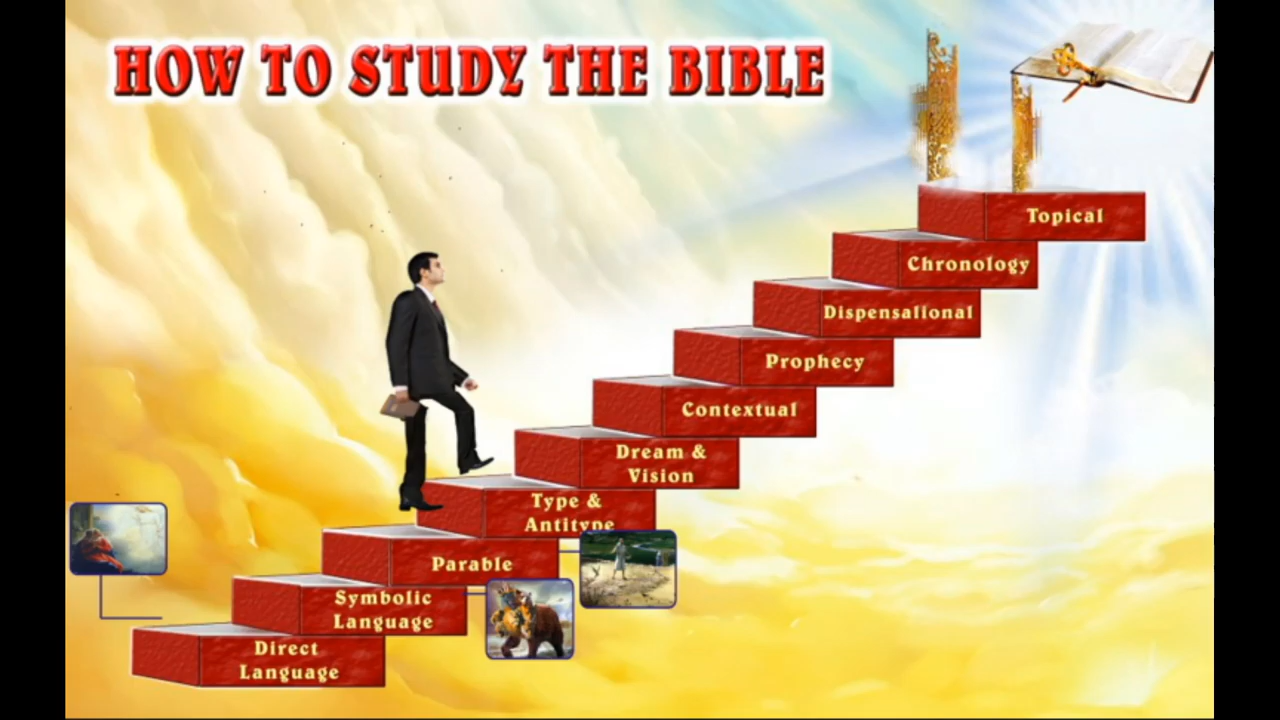 HOW TO STUDY THE BIBLE
Topical
Chronology
Dispensational
Prophecy
Contextual
Dream &
Vision
Type &
Antitype
Parable
Symbolic
Language
Direct
Language